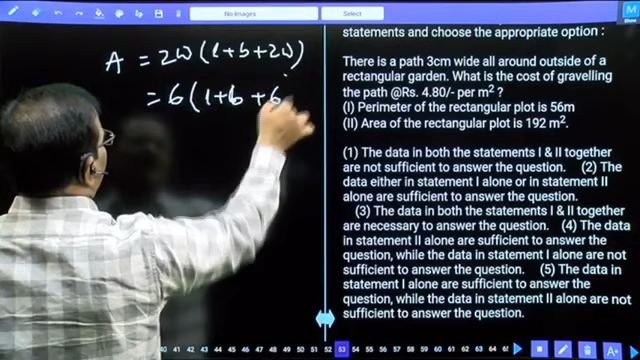 No Images
Select
statements and choose the appropriate option :
A = 2W (l+b+2W)
= 6 (l+b+6
There is a path 3cm wide all around outside of a
rectangular garden. What is the cost of gravelling
the path @Rs. 4.80/- per m² ?
(I) Perimeter of the rectangular plot is 56m
(II) Area of the rectangular plot is 192 m².
(1) The data in both the statements I & II together
are not sufficient to answer the question. (2) The
data either in statement I alone or in statement II
alone are sufficient to answer the question.
(3) The data in both the statements I & II together
are necessary to answer the question. (4) The data
in statement II alone are sufficient to answer the
question, while the data in statement I alone are not
sufficient to answer the question. (5) The data in
statement I alone are sufficient to answer the
question, while the data in statement II alone are not
sufficient to answer the question.
40 41 42 43 44 45 46 47 48 49 50 51 52 53 54 55 56 57 58 59 60 61 62 63 64 65
A+